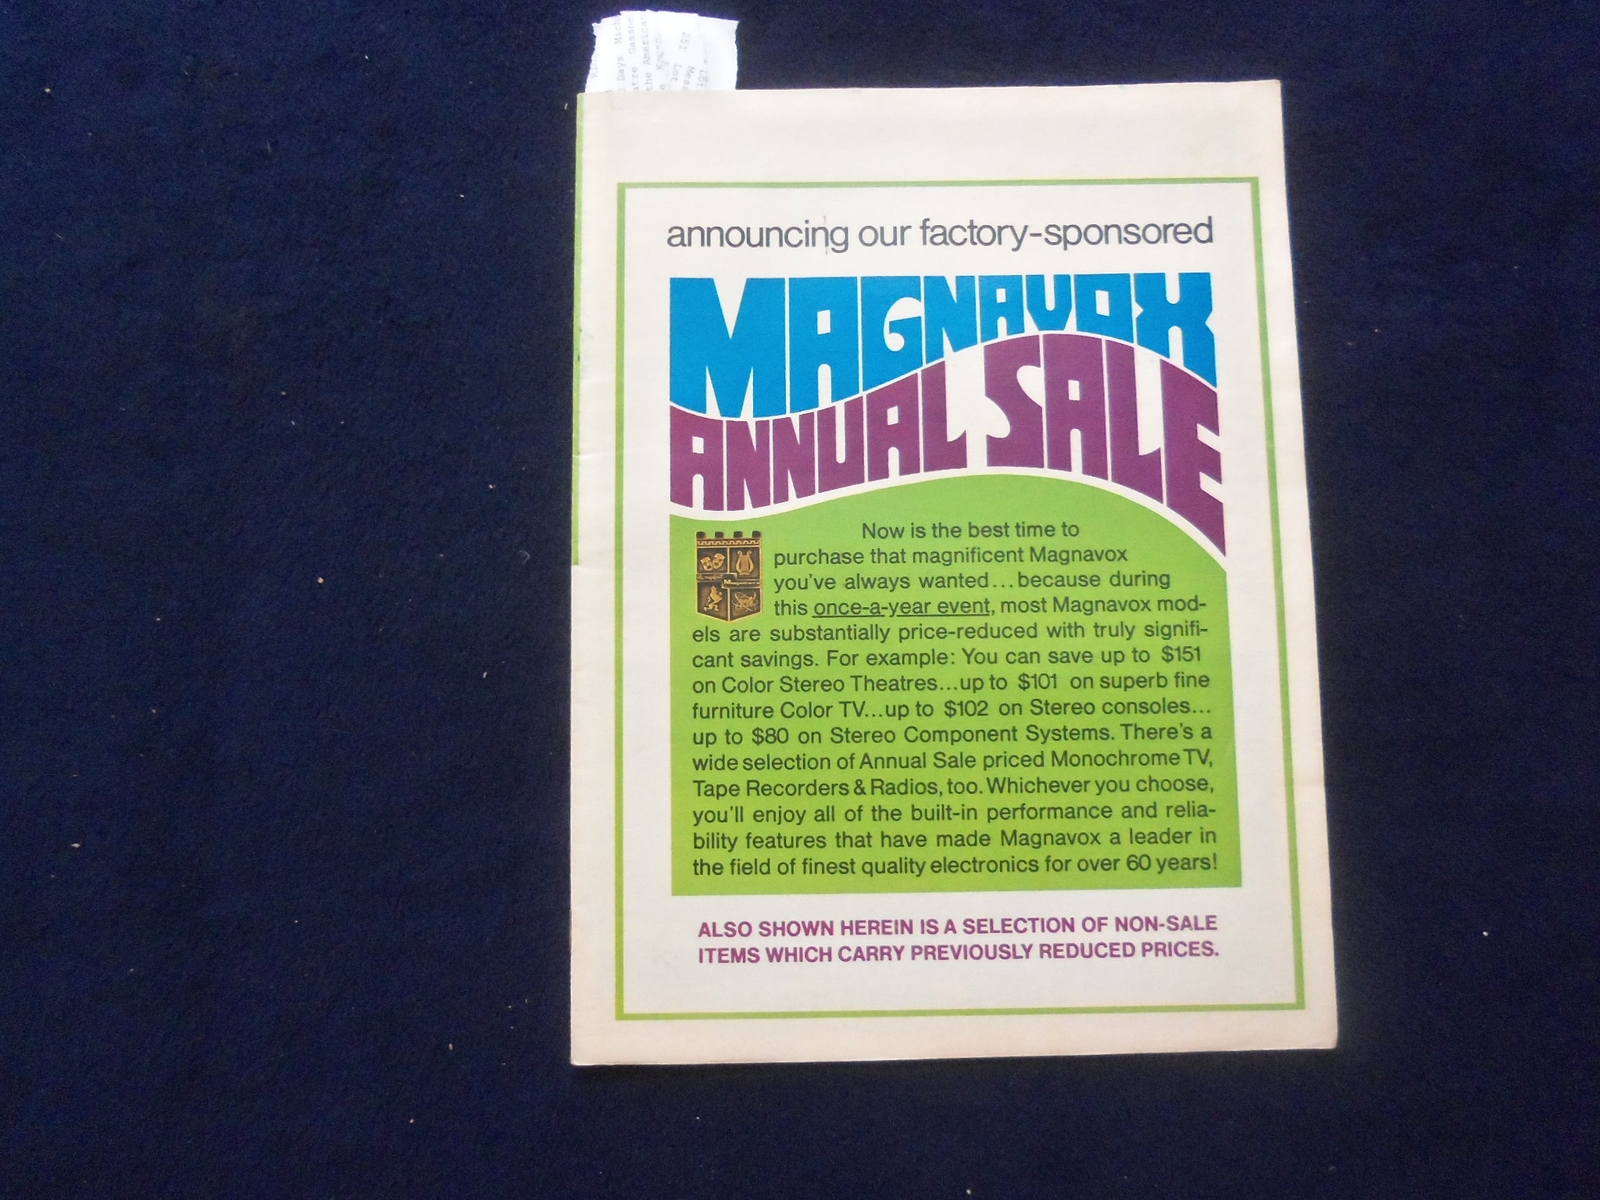 Days
the American
252 Lot
announcing our factory-sponsored
MAGNAVOX
ANNUAL SALE
Now is the best time to
purchase that magnificent Magnavox
you've always wanted...because during
this once-a-year event, most Magnavox mod-
els are substantially price-reduced with truly signifi-
cant savings. For example: You can save up to $151
on Color Stereo Theatres...up to $101 on superb fine
furniture Color TV...up to $102 on Stereo consoles...
up to $80 on Stereo Component Systems. There's a
wide selection of Annual Sale priced Monochrome TV,
Tape Recorders & Radios, too. Whichever you choose,
you'll enjoy all of the built-in performance and relia-
bility features that have made Magnavox a leader in
the field of finest quality electronics for over 60 years!
ALSO SHOWN HEREIN IS A SELECTION OF NON-SALE
ITEMS WHICH CARRY PREVIOUSLY REDUCED PRICES.